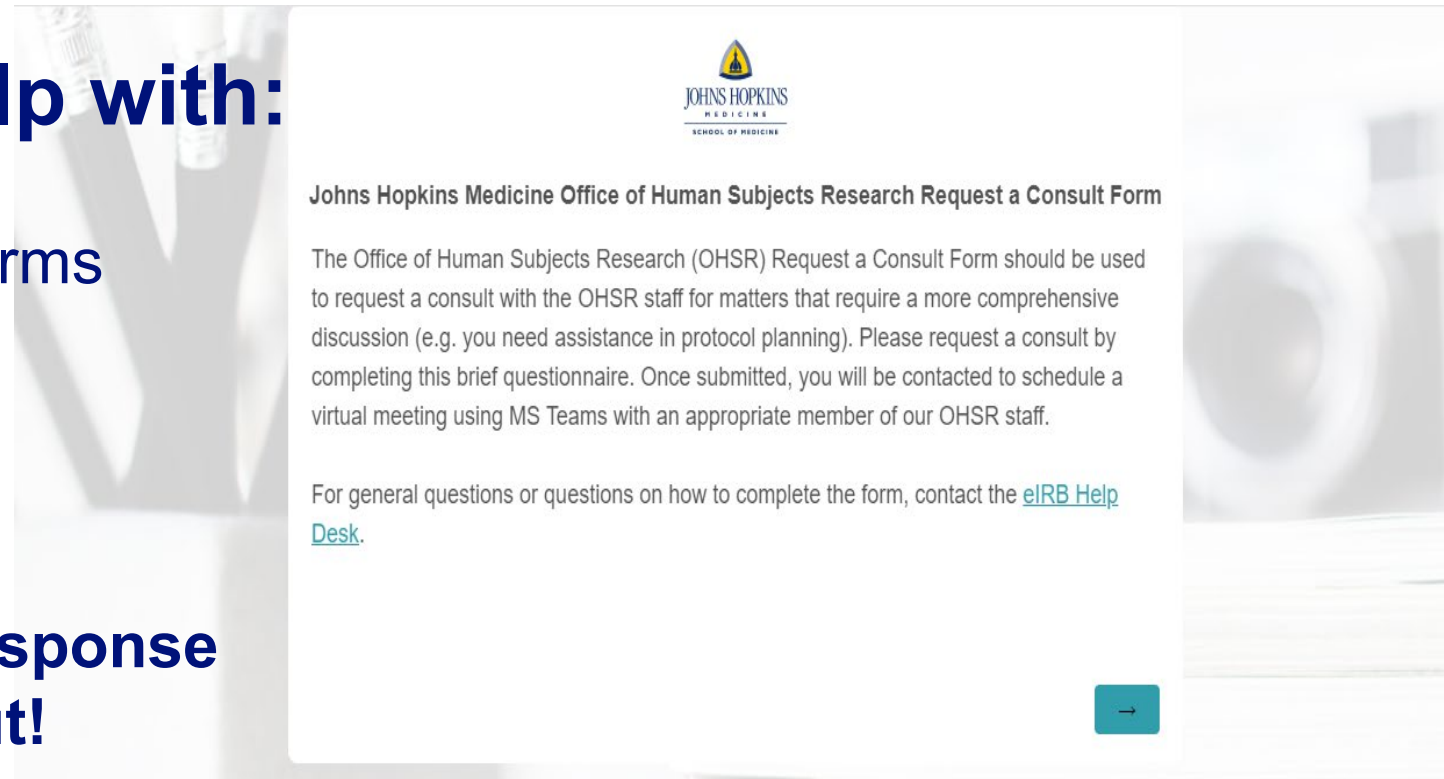 lp with:
rms
sponse
ut!
JOHNS HOPKINS
MEDICINE
SCHOOL OF MEDICINE
Johns Hopkins Medicine Office of Human Subjects Research Request a Consult Form
The Office of Human Subjects Research (OHSR) Request a Consult Form should be used
to request a consult with the OHSR staff for matters that require a more comprehensive
discussion (e.g. you need assistance in protocol planning). Please request a consult by
completing this brief questionnaire. Once submitted, you will be contacted to schedule a
virtual meeting using MS Teams with an appropriate member of our OHSR staff.
For general questions or questions on how to complete the form, contact the eIRB Help
Desk.
→